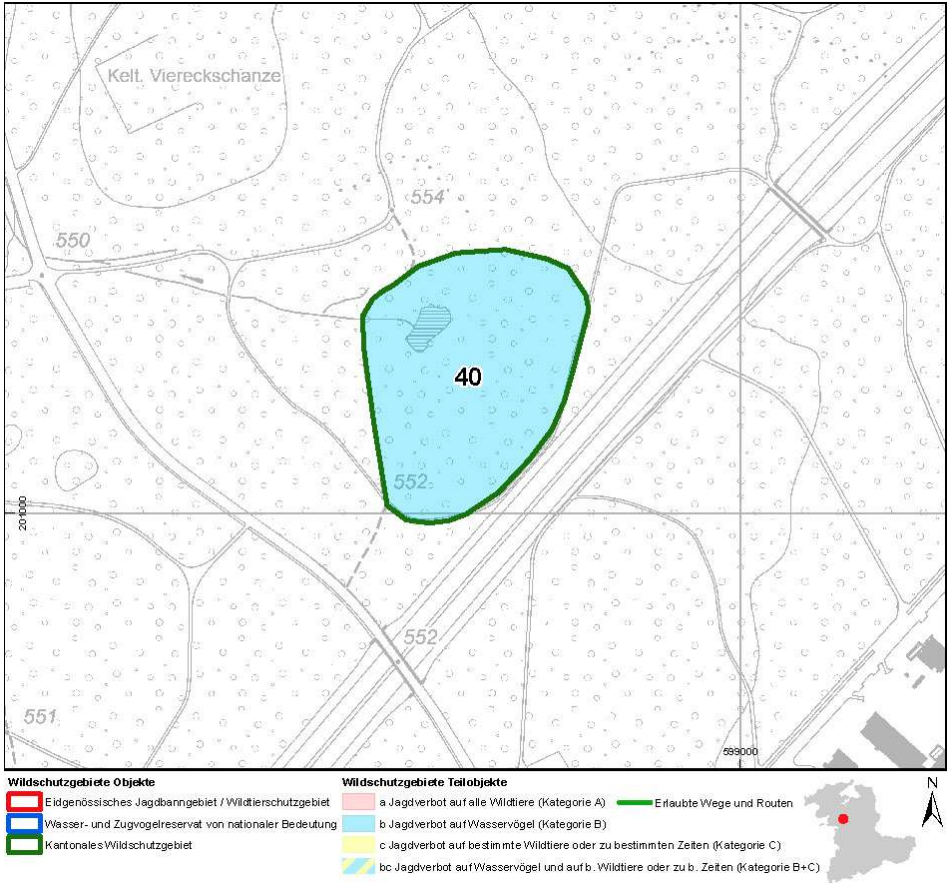 Kelt. Viereckschanze
554
550
40
552
201000
552
551
599000
Wildschutzgebiete Objekte
Eidgenössisches Jagdbanngebiet / Wildtierschutzgebiet
Wasser- und Zugvogelreservat von nationaler Bedeutung
Kantonales Wildschutzgebiet
Wildschutzgebiete Teilobjekte
a Jagdverbot auf alle Wildtiere (Kategorie A)
b Jagdverbot auf Wasservögel (Kategorie B)
c Jagdverbot auf bestimmte Wildtiere oder zu bestimmten Zeiten (Kategorie C)
bc Jagdverbot auf Wasservögel und auf b. Wildtiere oder zu b. Zeiten (Kategorie B+C)
Erlaubte Wege und Routen
N